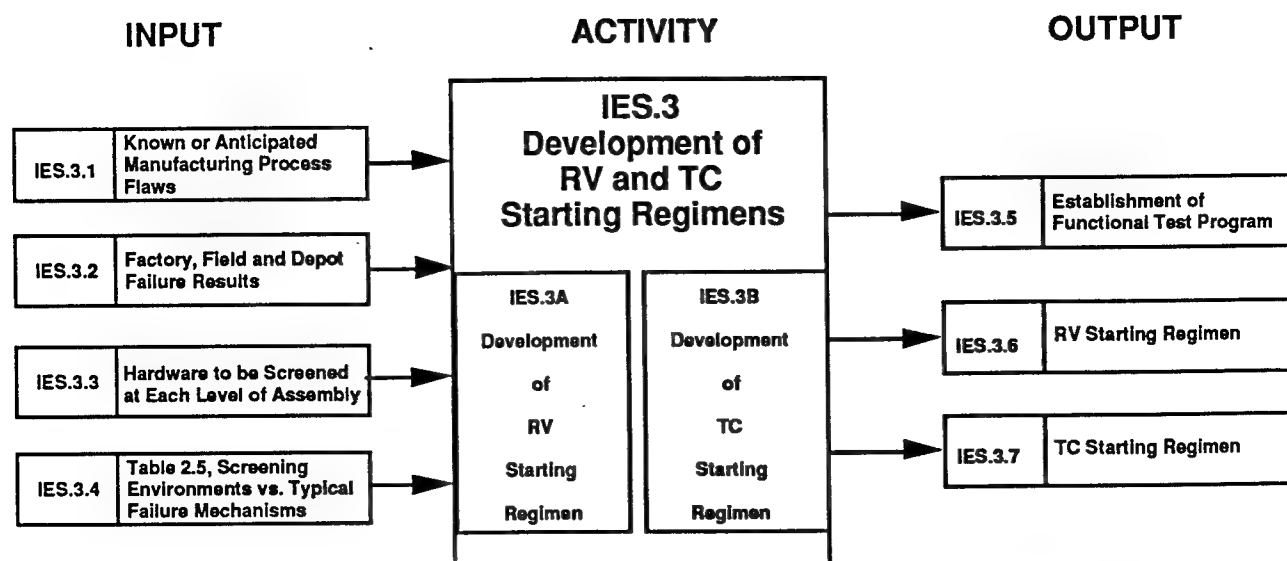 INPUT
ACTIVITY
OUTPUT
IES.3.1
Known or Anticipated
Manufacturing Process
Flaws
IES.3.2
Factory, Field and Depot
Failure Results
IES.3.3
Hardware to be Screened
at Each Level of Assembly
IES.3.4
Table 2.5, Screening
Environments vs. Typical
Failure Mechanisms
IES.3
Development of
RV and TC
Starting Regimens
IES.3A
Development
of
RV
Starting
Regimen
IES.3B
Development
of
TC
Starting
Regimen
IES.3.5
Establishment of
Functional Test Program
IES.3.6
RV Starting Regimen
IES.3.7
TC Starting Regimen